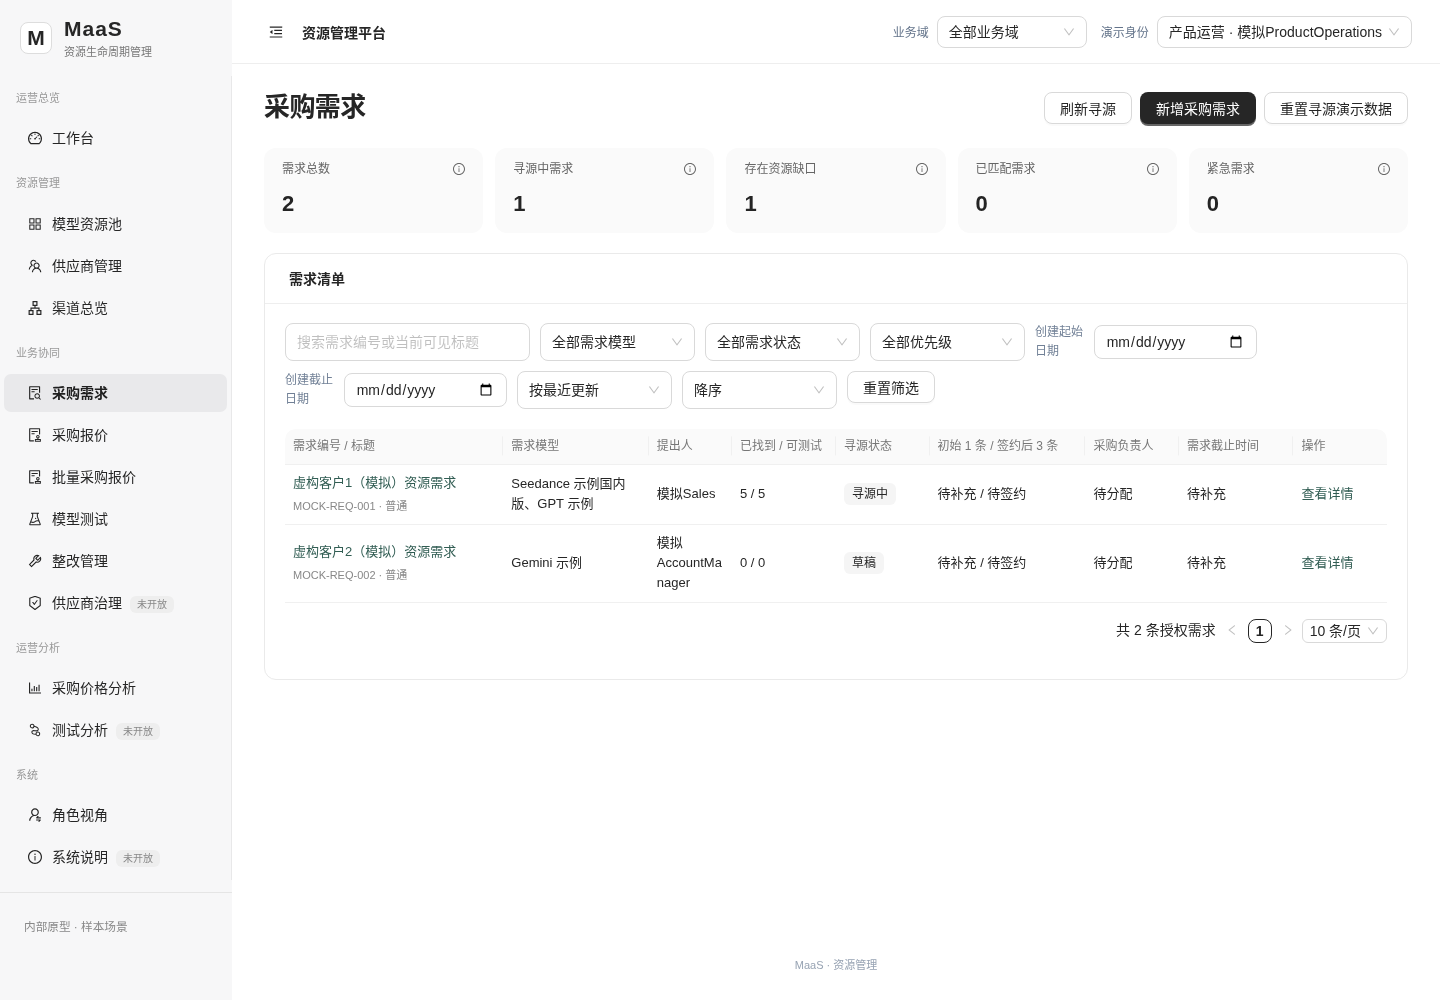 M
MaaS
资源生命周期管理
运营总览
工作台
资源管理
模型资源池
供应商管理
渠道总览
业务协同
采购需求
采购报价
批量采购报价
模型测试
整改管理
供应商治理 未开放
运营分析
采购价格分析
测试分析 未开放
系统
角色视角
系统说明 未开放
内部原型 · 样本场景
资源管理平台
业务域 全部业务域 演示身份 产品运营 · 模拟ProductOperations
采购需求
刷新寻源 新增采购需求 重置寻源演示数据
需求总数 寻源中需求 存在资源缺口 已匹配需求 紧急需求
2 1 1 0 0
需求清单
搜索需求编号或当前可见标题 全部需求模型 全部需求状态 全部优先级 创建起始
日期 mm/dd/yyyy
创建截止
日期 mm/dd/yyyy 按最近更新 降序 重置筛选
需求编号 / 标题 需求模型 提出人 已找到 / 可测试 寻源状态 初始 1 条 / 签约后 3 条 采购负责人 需求截止时间 操作
虚构客户1（模拟）资源需求
MOCK-REQ-001 · 普通
Seedance 示例国内
版、GPT 示例
模拟Sales 5 / 5 寻源中 待补充 / 待签约 待分配 待补充 查看详情
虚构客户2（模拟）资源需求
MOCK-REQ-002 · 普通
Gemini 示例
模拟
AccountMa
nager
0 / 0 草稿 待补充 / 待签约 待分配 待补充 查看详情
共 2 条授权需求 1 10 条/页
MaaS · 资源管理